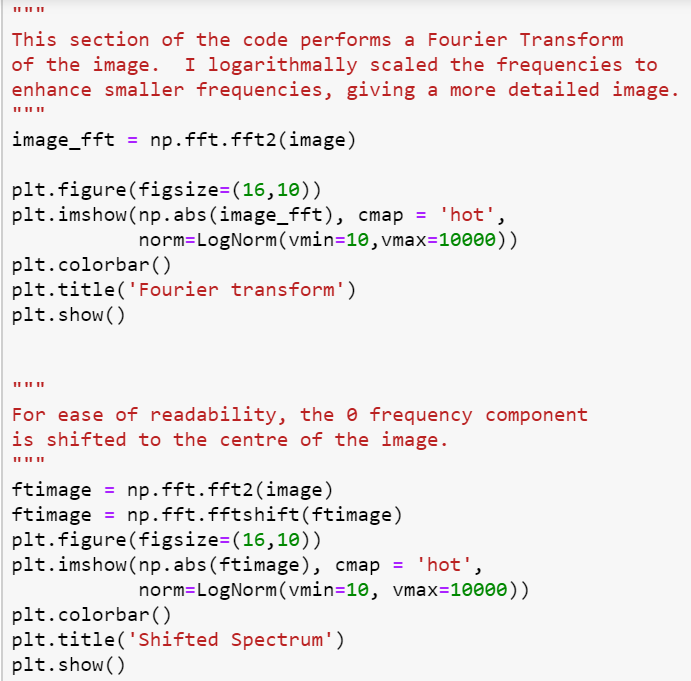 """
This section of the code performs a Fourier Transform
of the image.  I logarithmally scaled the frequencies to
enhance smaller frequencies, giving a more detailed image.
"""
image_fft = np.fft.fft2(image)

plt.figure(figsize=(16,10))
plt.imshow(np.abs(image_fft), cmap = 'hot',
           norm=LogNorm(vmin=10,vmax=10000))
plt.colorbar()
plt.title('Fourier transform')
plt.show()


"""
For ease of readability, the 0 frequency component
is shifted to the centre of the image.
"""
ftimage = np.fft.fft2(image)
ftimage = np.fft.fftshift(ftimage)
plt.figure(figsize=(16,10))
plt.imshow(np.abs(ftimage), cmap = 'hot',
           norm=LogNorm(vmin=10, vmax=10000))
plt.colorbar()
plt.title('Shifted Spectrum')
plt.show()